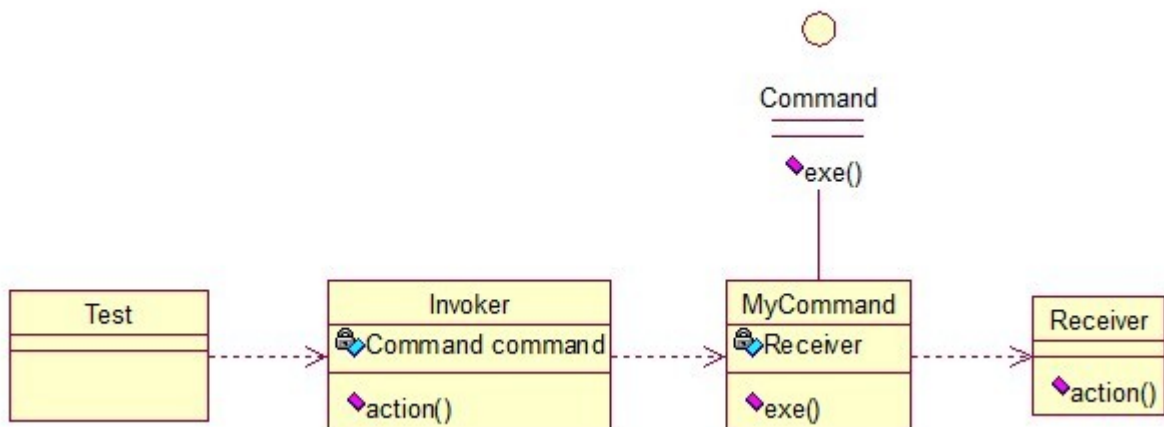 Command
exe()
Test
Invoker
Command command
action()
MyCommand
Receiver
exe()
Receiver
action()